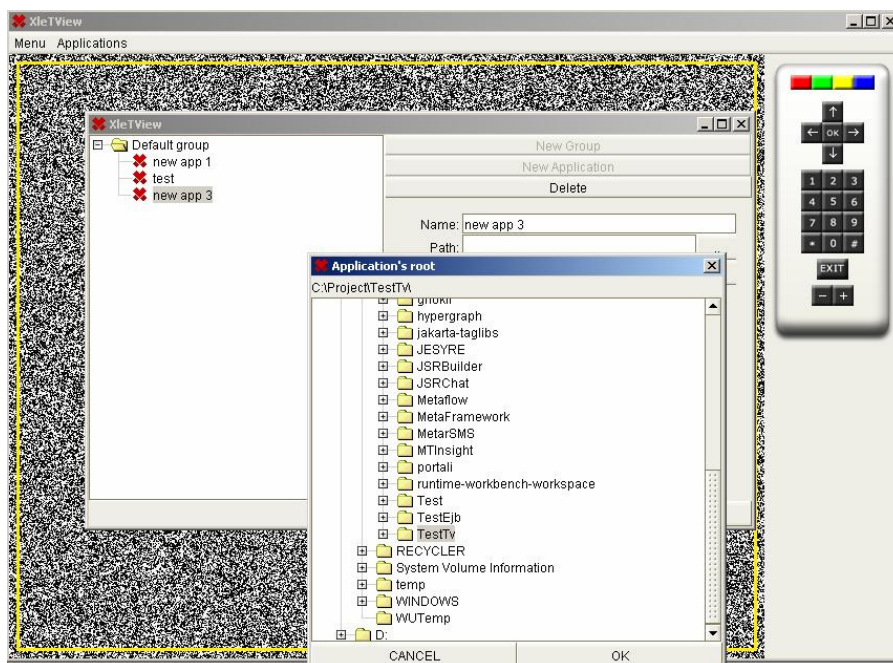 XleTView
Menu Applications
XleTView
Default group
new app 1
test
new app 3
New Group
New Application
Delete
Name: new app 3
Path:
..
Application's root
C:\Project\TestTv\
hypergraph
jakarta-taglibs
JESYRE
JSRBuilder
JSRChat
Metaflow
MetaFramework
MetarSMS
MTInsight
portali
runtime-workbench-workspace
Test
TestEjb
TestTv
RECYCLER
System Volume Information
temp
WINDOWS
WUTemp
D:
CANCEL OK
OK
1 2 3
4 5 6
7 8 9
* 0 #
EXIT
− +